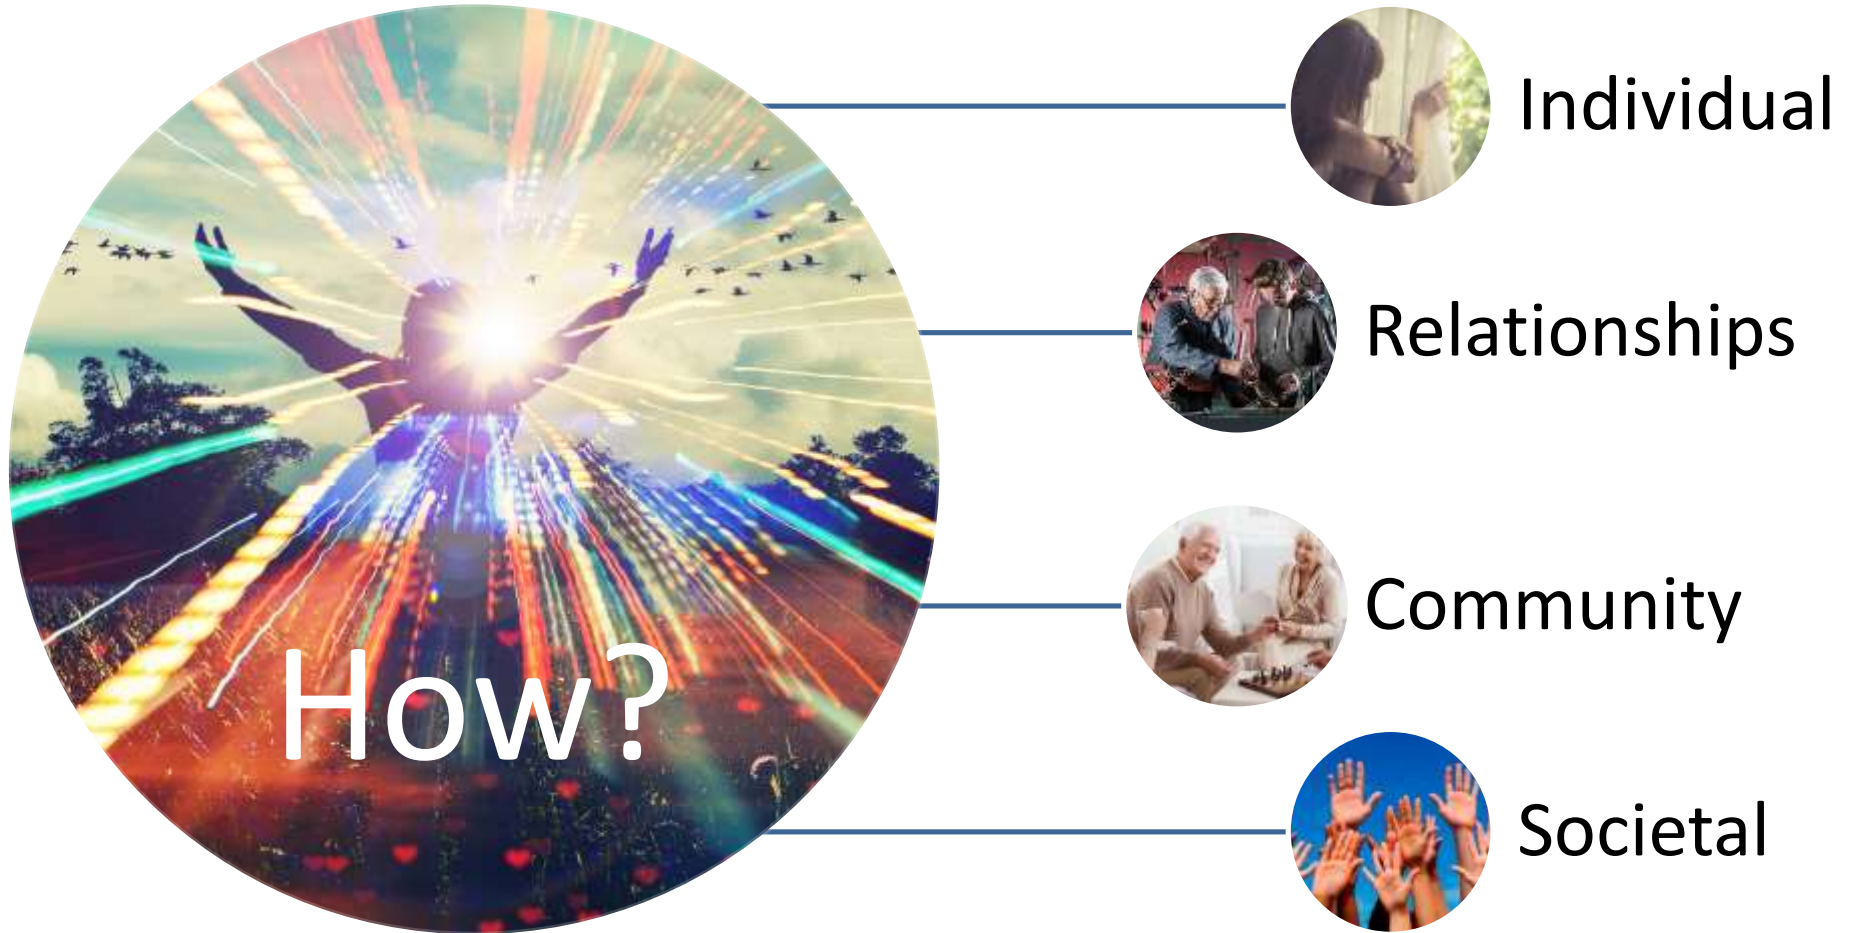 Individual
Relationships
Community
How?
Societal